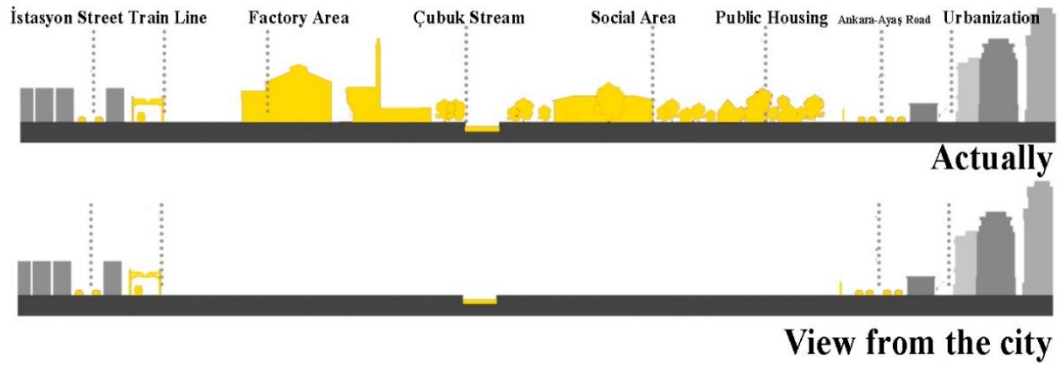 İstasyon Street Train Line Factory Area Çubuk Stream Social Area Public Housing Ankara-Ayaş Road Urbanization
Actually
View from the city